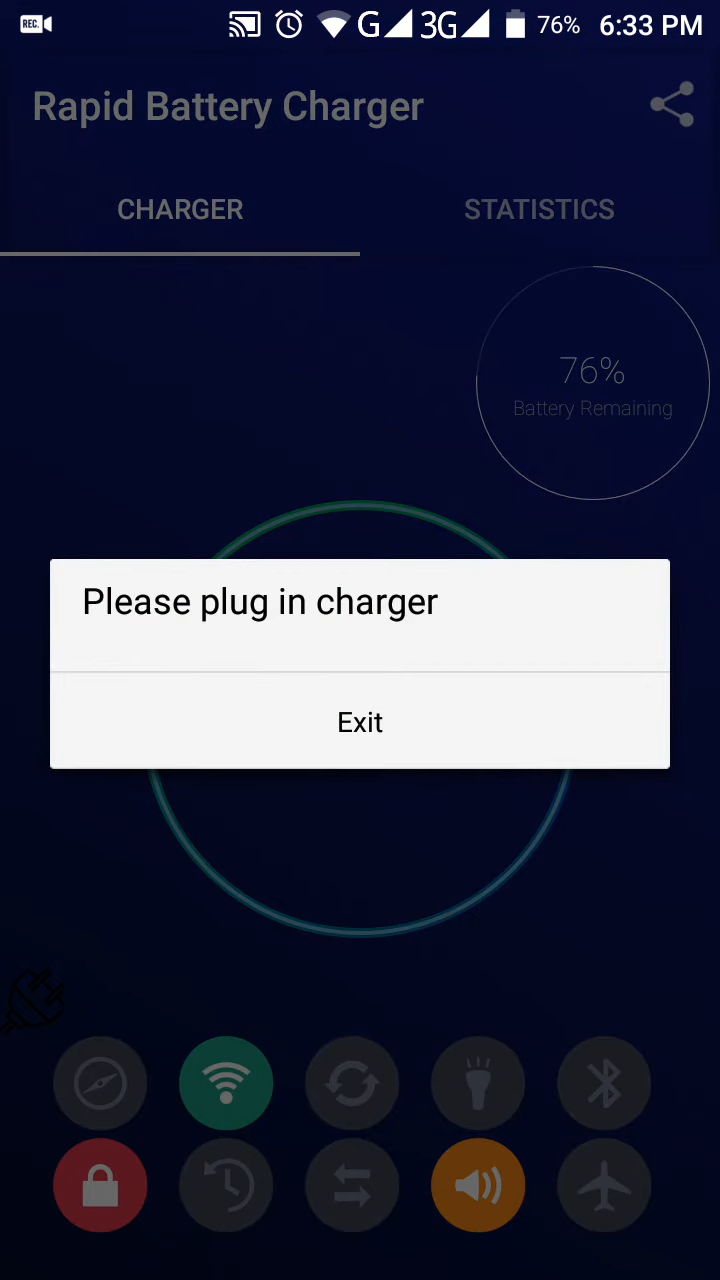 REC. G 3G 76% 6:33 PM
Rapid Battery Charger
CHARGER STATISTICS
76%
Battery Remaining
Please plug in charger
Exit